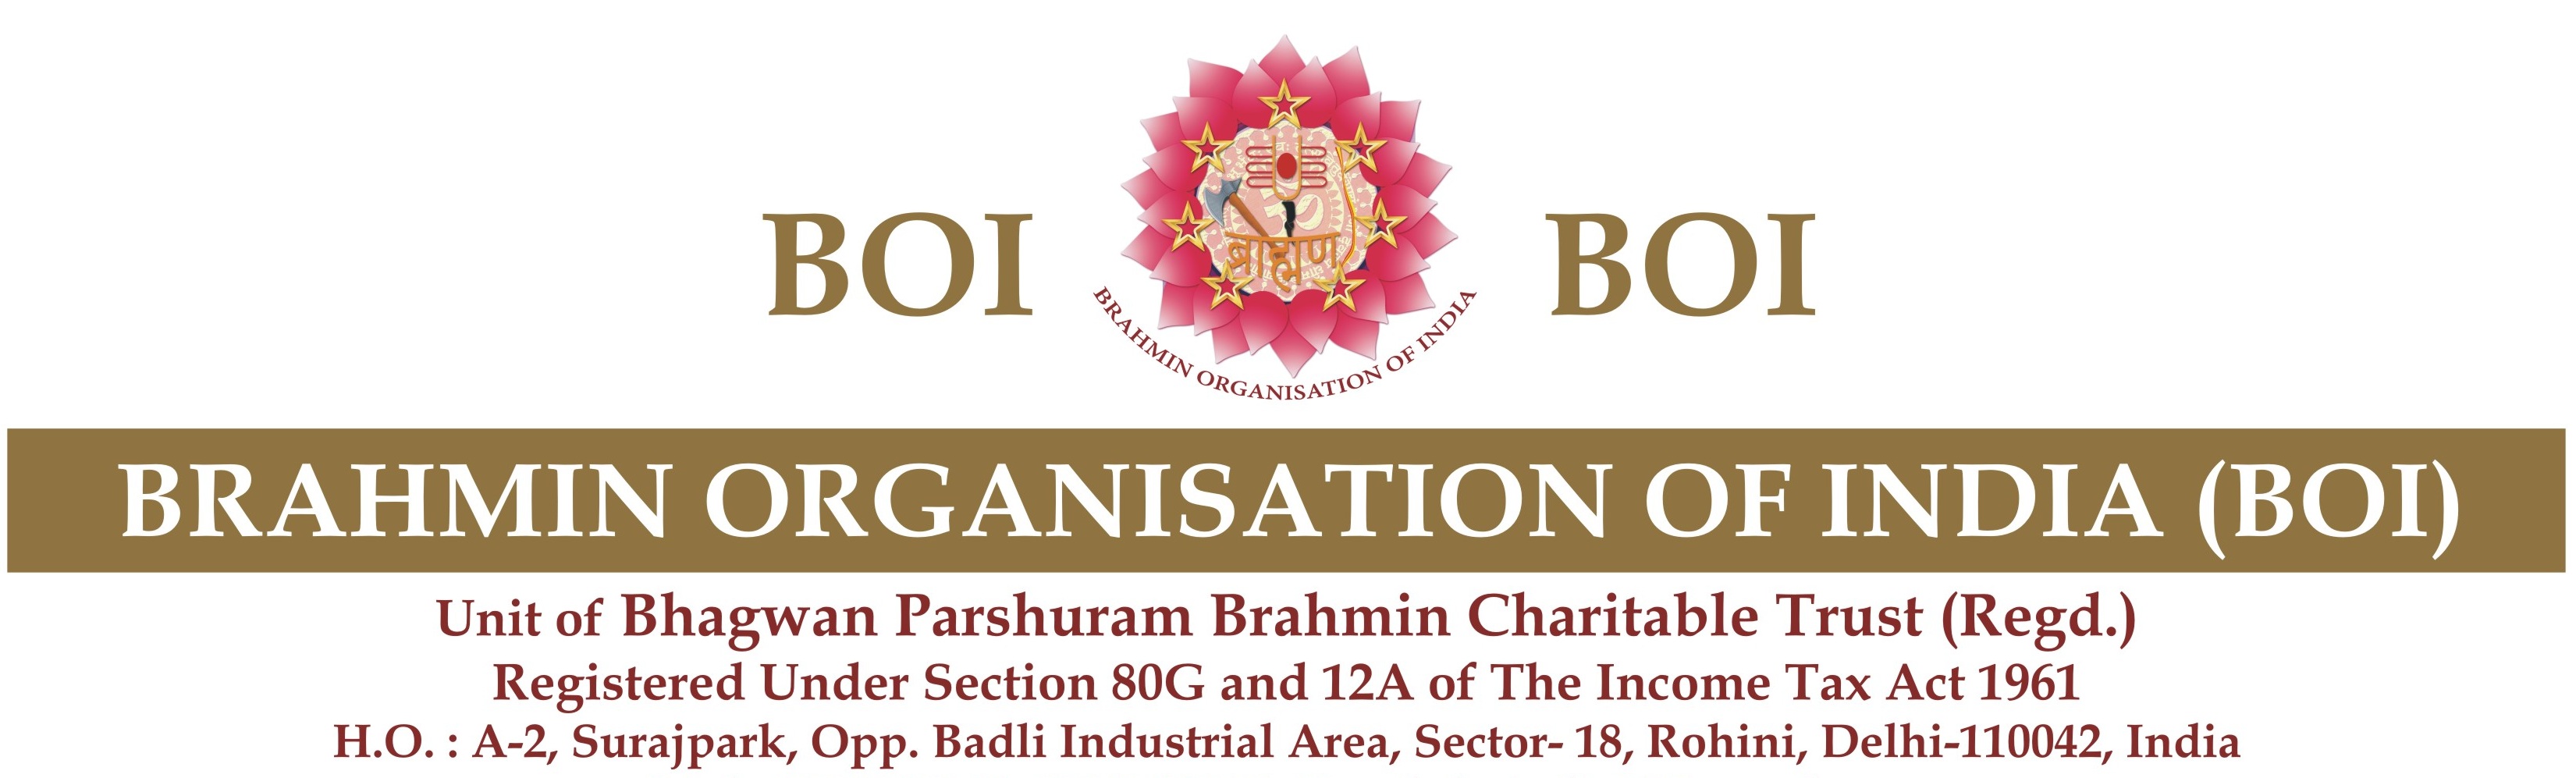 BOI
BOI
ब्राह्मण
BRAHMIN ORGANISATION OF INDIA
BRAHMIN ORGANISATION OF INDIA (BOI)
Unit of Bhagwan Parshuram Brahmin Charitable Trust (Regd.)
Registered Under Section 80G and 12A of The Income Tax Act 1961
H.O. : A-2, Surajpark, Opp. Badli Industrial Area, Sector- 18, Rohini, Delhi-110042, India